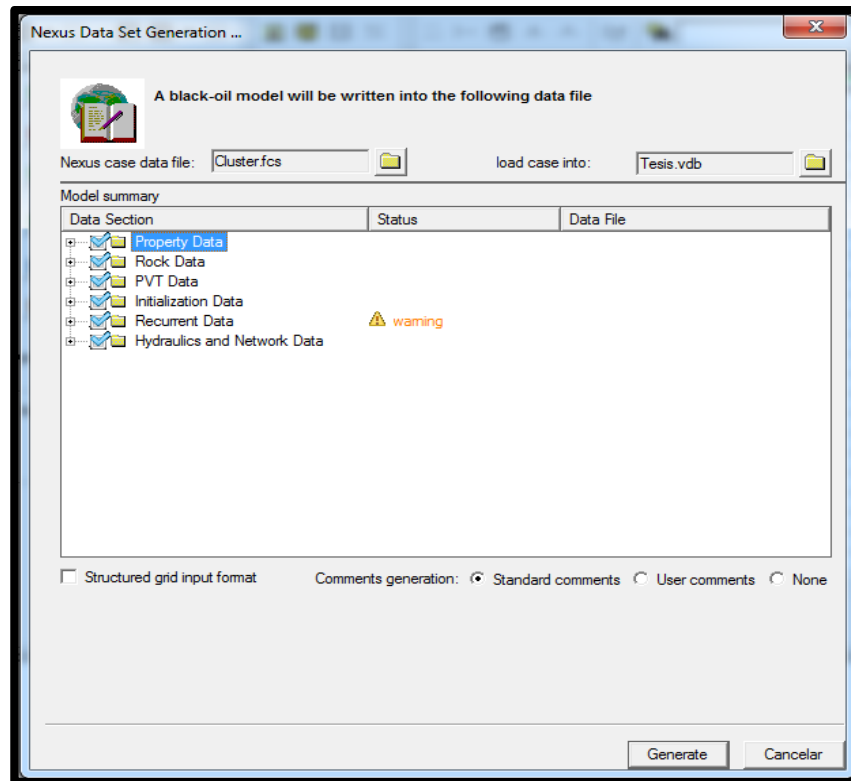 Nexus Data Set Generation ...
A black-oil model will be written into the following data file
Nexus case data file: Cluster.fcs load case into: Tesis.vdb
Model summary
Data Section Status Data File
Property Data
Rock Data
PVT Data
Initialization Data
Recurrent Data warning
Hydraulics and Network Data
Structured grid input format Comments generation: Standard comments User comments None
Generate Cancelar